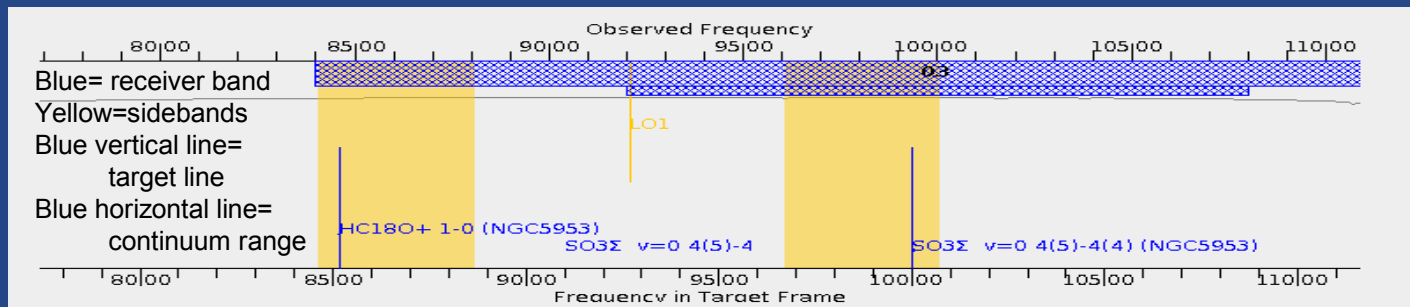 Observed Frequency
80|00 85|00 90|00 95|00 100|00 105|00 110|00
03
Blue= receiver band
Yellow=sidebands
LO1
Blue vertical line=
target line
Blue horizontal line=
HC18O+ 1-0 (NGC5953)
continuum range
SO3Σ v=0 4(5)-4
SO3Σ v=0 4(5)-4(4) (NGC5953)
80|00 85|00 90|00 95|00 100|00 105|00 110|00
Frequency in Target Frame